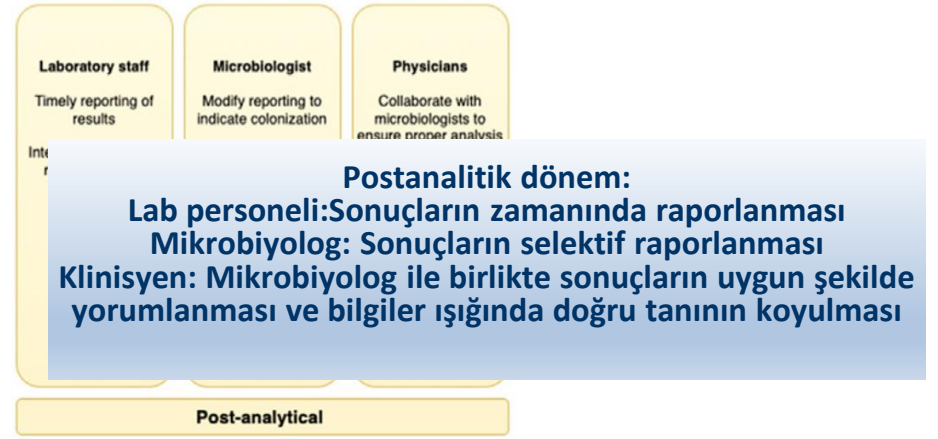 Laboratory staff
Timely reporting of
results
Microbiologist
Modify reporting to
indicate colonization
Physicians
Collaborate with
microbiologists to
ensure proper analysis
Postanalitik dönem:
Lab personeli:Sonuçların zamanında raporlanması
Mikrobiyolog: Sonuçların selektif raporlanması
Klinisyen: Mikrobiyolog ile birlikte sonuçların uygun şekilde
yorumlanması ve bilgiler ışığında doğru tanının koyulması
Post-analytical